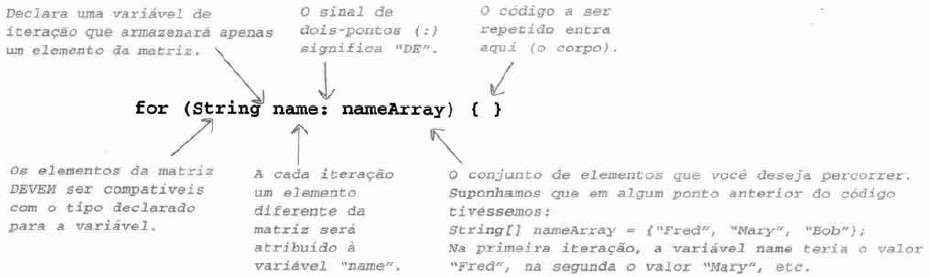 Declara uma variável de
iteração que armazenará apenas
um elemento da matriz.
O sinal de
dois-pontos (:)
significa "DE".
O código a ser
repetido entra
aqui (o corpo).
for (String name: nameArray) { }
Os elementos da matriz
DEVEM ser compatíveis
com o tipo declarado
para a variável.
A cada iteração
um elemento
diferente da
matriz será
atribuído à
variável "name".
O conjunto de elementos que você deseja percorrer.
Suponhamos que em algum ponto anterior do código
tivéssemos:
String[] nameArray = {"Fred", "Mary", "Bob"};
Na primeira iteração, a variável name teria o valor
"Fred", na segunda o valor "Mary", etc.